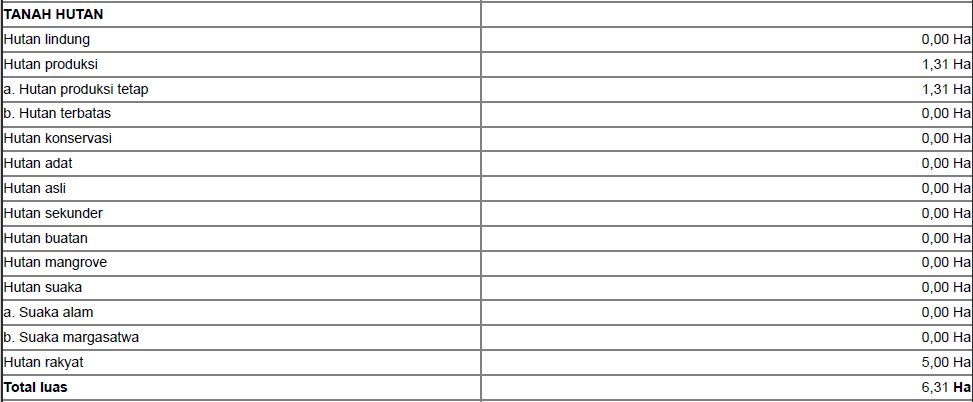 TANAH HUTAN
Hutan lindung 0,00 Ha
Hutan produksi 1,31 Ha
a. Hutan produksi tetap 1,31 Ha
b. Hutan terbatas 0,00 Ha
Hutan konservasi 0,00 Ha
Hutan adat 0,00 Ha
Hutan asli 0,00 Ha
Hutan sekunder 0,00 Ha
Hutan buatan 0,00 Ha
Hutan mangrove 0,00 Ha
Hutan suaka 0,00 Ha
a. Suaka alam 0,00 Ha
b. Suaka margasatwa 0,00 Ha
Hutan rakyat 5,00 Ha
Total luas 6,31 Ha